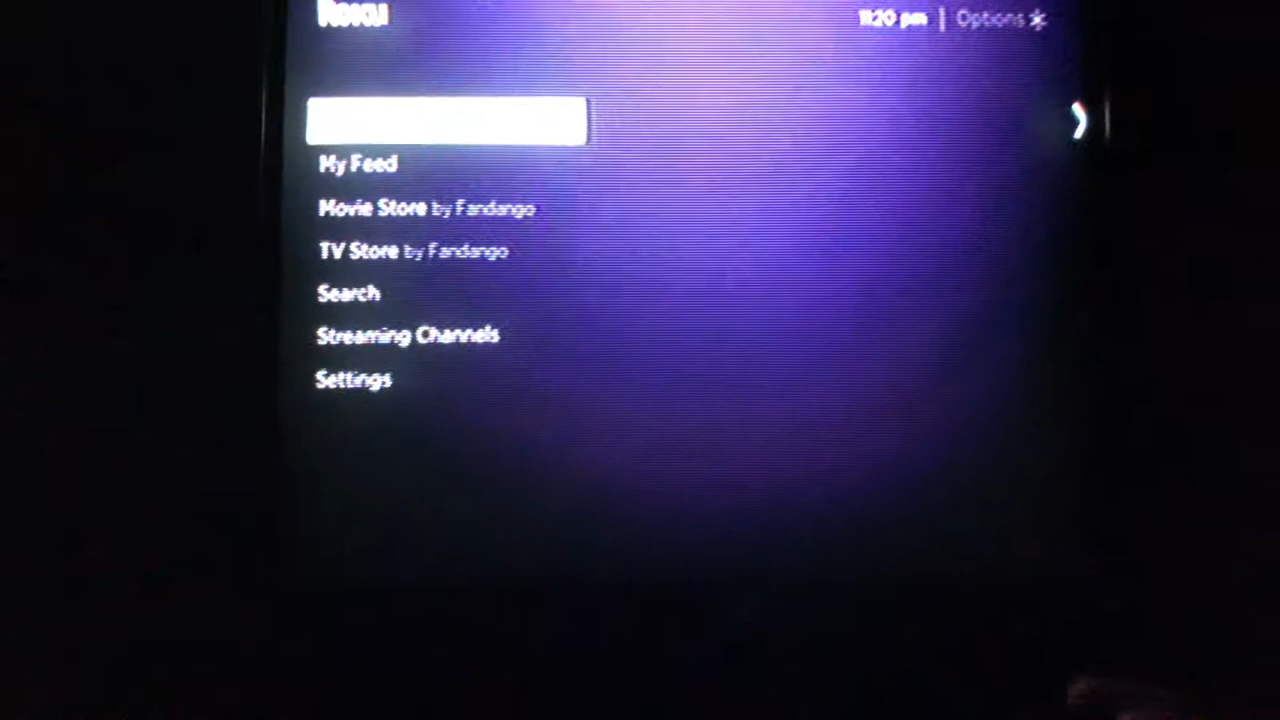 Roku
11:20 pm | Options *
My Feed
Movie Store by Fandango
TV Store by Fandango
Search
Streaming Channels
Settings